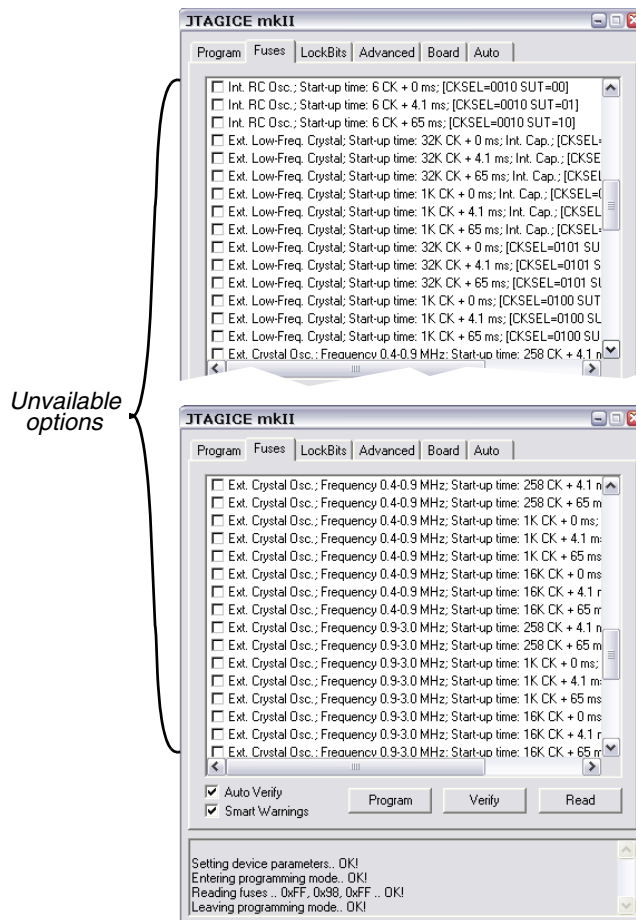 JTAGICE mkII
Program Fuses LockBits Advanced Board Auto
Int. RC Osc.; Start-up time: 6 CK + 0 ms; [CKSEL=0010 SUT=00]
Int. RC Osc.; Start-up time: 6 CK + 4.1 ms; [CKSEL=0010 SUT=01]
Int. RC Osc.; Start-up time: 6 CK + 65 ms; [CKSEL=0010 SUT=10]
Ext. Low-Freq. Crystal; Start-up time: 32K CK + 0 ms; Int. Cap.; [CKSEL=
Ext. Low-Freq. Crystal; Start-up time: 32K CK + 4.1 ms; Int. Cap.; [CKSE
Ext. Low-Freq. Crystal; Start-up time: 32K CK + 65 ms; Int. Cap.; [CKSEL
Ext. Low-Freq. Crystal; Start-up time: 1K CK + 0 ms; Int. Cap.; [CKSEL=(
Ext. Low-Freq. Crystal; Start-up time: 1K CK + 4.1 ms; Int. Cap.; [CKSEL
Ext. Low-Freq. Crystal; Start-up time: 1K CK + 65 ms; Int. Cap.; [CKSEL=
Ext. Low-Freq. Crystal; Start-up time: 32K CK + 0 ms; [CKSEL=0101 SU
Ext. Low-Freq. Crystal; Start-up time: 32K CK + 4.1 ms; [CKSEL=0101 S
Ext. Low-Freq. Crystal; Start-up time: 32K CK + 65 ms; [CKSEL=0101 SU
Ext. Low-Freq. Crystal; Start-up time: 1K CK + 0 ms; [CKSEL=0100 SUT
Ext. Low-Freq. Crystal; Start-up time: 1K CK + 4.1 ms; [CKSEL=0100 SU
Ext. Low-Freq. Crystal; Start-up time: 1K CK + 65 ms; [CKSEL=0100 SU
Ext. Crystal Osc.; Frequency 0.4-0.9 MHz; Start-up time: 258 CK + 4.1 n
Unvailable
options
JTAGICE mkII
Program Fuses LockBits Advanced Board Auto
Ext. Crystal Osc.; Frequency 0.4-0.9 MHz; Start-up time: 258 CK + 4.1 n
Ext. Crystal Osc.; Frequency 0.4-0.9 MHz; Start-up time: 258 CK + 65 m
Ext. Crystal Osc.; Frequency 0.4-0.9 MHz; Start-up time: 1K CK + 0 ms;
Ext. Crystal Osc.; Frequency 0.4-0.9 MHz; Start-up time: 1K CK + 4.1 m
Ext. Crystal Osc.; Frequency 0.4-0.9 MHz; Start-up time: 1K CK + 65 ms
Ext. Crystal Osc.; Frequency 0.4-0.9 MHz; Start-up time: 16K CK + 0 ms
Ext. Crystal Osc.; Frequency 0.4-0.9 MHz; Start-up time: 16K CK + 4.1 r
Ext. Crystal Osc.; Frequency 0.4-0.9 MHz; Start-up time: 16K CK + 65 m
Ext. Crystal Osc.; Frequency 0.9-3.0 MHz; Start-up time: 258 CK + 4.1 n
Ext. Crystal Osc.; Frequency 0.9-3.0 MHz; Start-up time: 258 CK + 65 m
Ext. Crystal Osc.; Frequency 0.9-3.0 MHz; Start-up time: 1K CK + 0 ms;
Ext. Crystal Osc.; Frequency 0.9-3.0 MHz; Start-up time: 1K CK + 4.1 m
Ext. Crystal Osc.; Frequency 0.9-3.0 MHz; Start-up time: 1K CK + 65 ms
Ext. Crystal Osc.; Frequency 0.9-3.0 MHz; Start-up time: 16K CK + 0 ms
Ext. Crystal Osc.; Frequency 0.9-3.0 MHz; Start-up time: 16K CK + 4.1 r
Ext. Crystal Osc.; Frequency 0.9-3.0 MHz; Start-up time: 16K CK + 65 m
Auto Verify
Smart Warnings
Program Verify Read
Setting device parameters.. OK!
Entering programming mode.. OK!
Reading fuses .. 0xFF, 0x98, 0xFF .. OK!
Leaving programming mode.. OK!